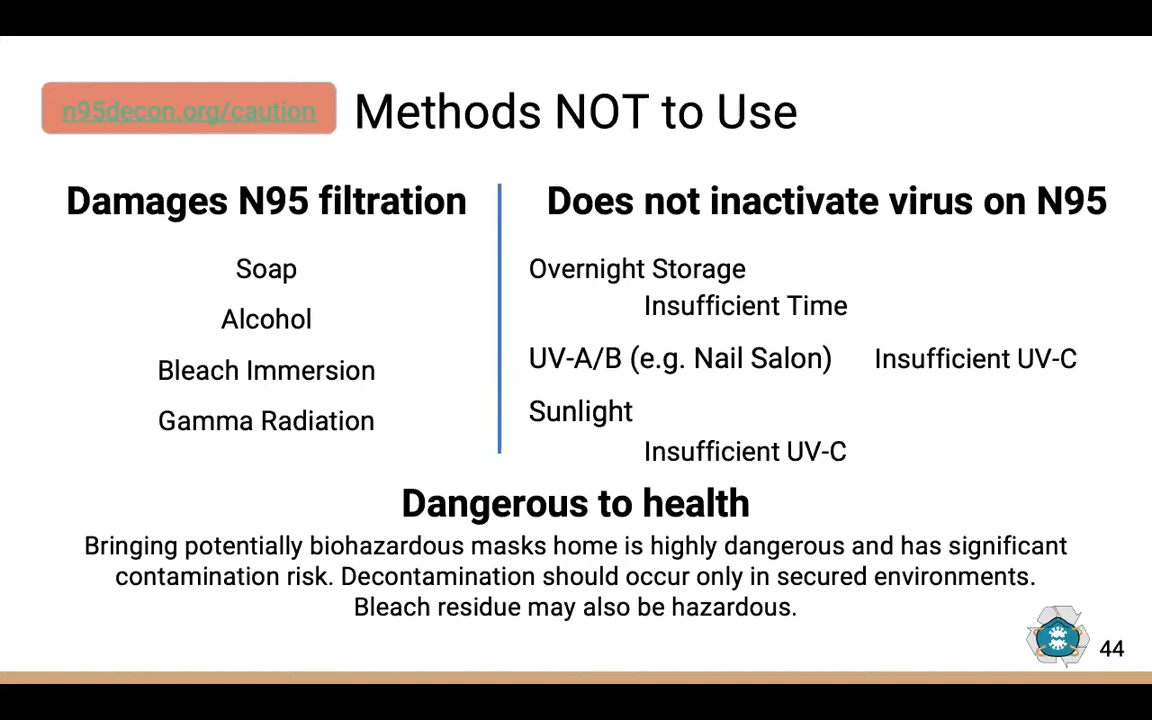 n95decon.org/caution
Methods NOT to Use
Damages N95 filtration
Soap
Alcohol
Bleach Immersion
Gamma Radiation
Does not inactivate virus on N95
Overnight Storage
Insufficient Time
UV-A/B (e.g. Nail Salon) Insufficient UV-C
Sunlight
Insufficient UV-C
Dangerous to health
Bringing potentially biohazardous masks home is highly dangerous and has significant
contamination risk. Decontamination should occur only in secured environments.
Bleach residue may also be hazardous.
44